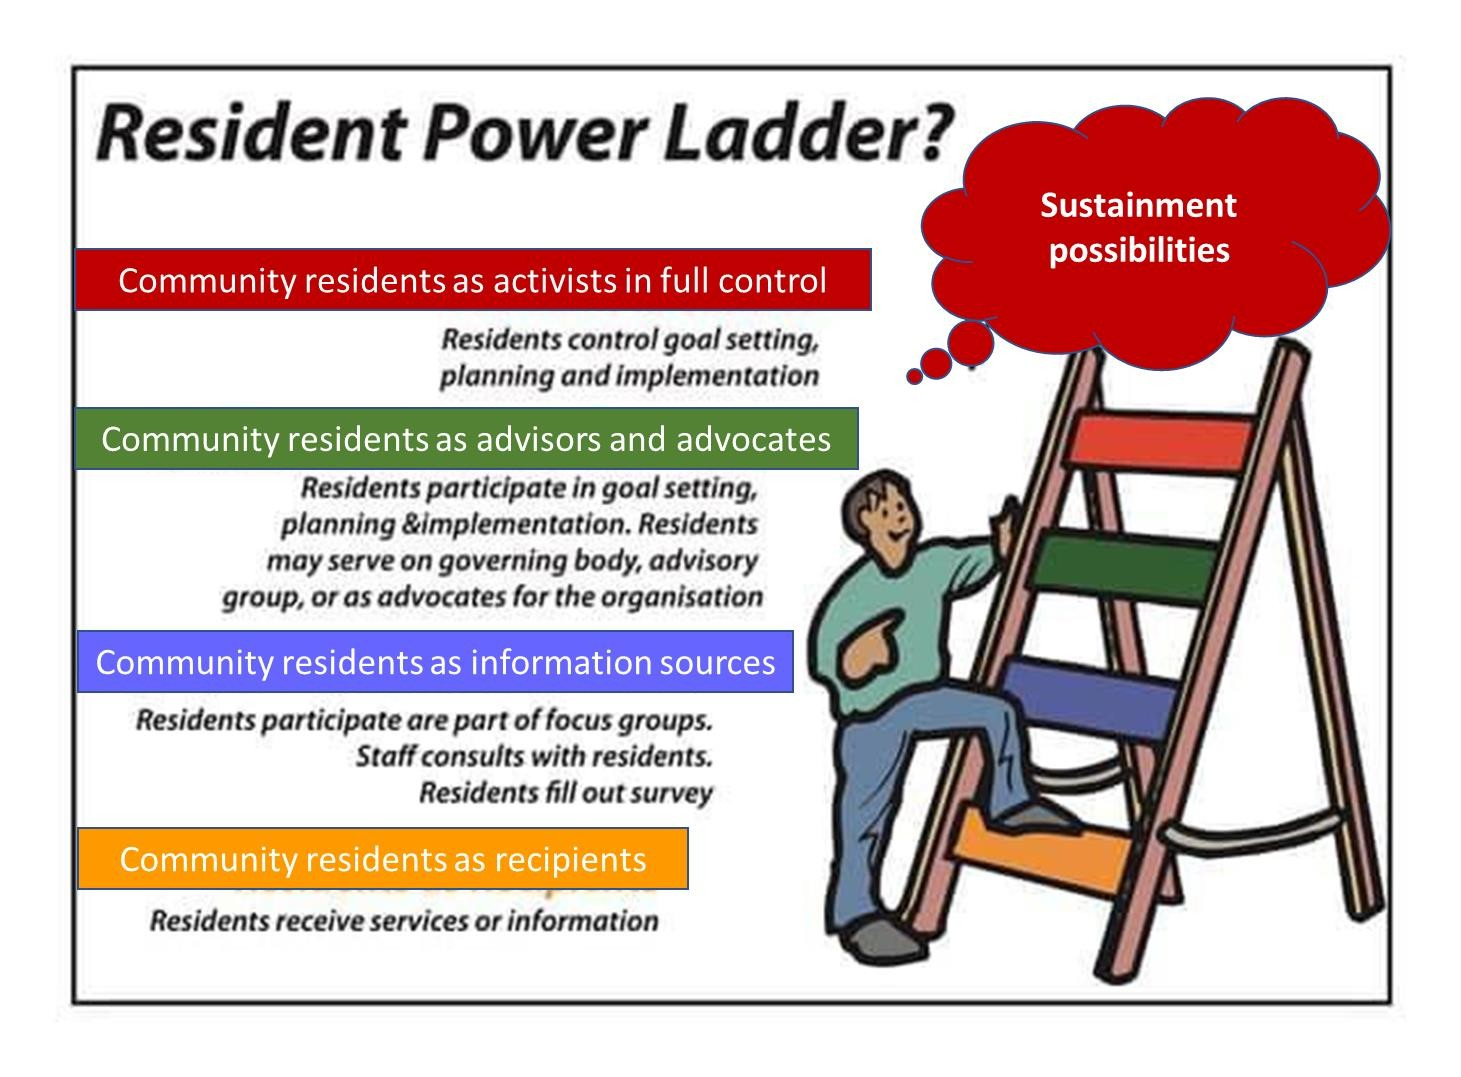 Resident Power Ladder?
Sustainment
possibilities
Community residents as activists in full control
Residents control goal setting,
planning and implementation
Community residents as advisors and advocates
Residents participate in goal setting,
planning &implementation. Residents
may serve on governing body, advisory
group, or as advocates for the organisation
Community residents as information sources
Residents participate are part of focus groups.
Staff consults with residents.
Residents fill out survey
Community residents as recipients
Residents receive services or information